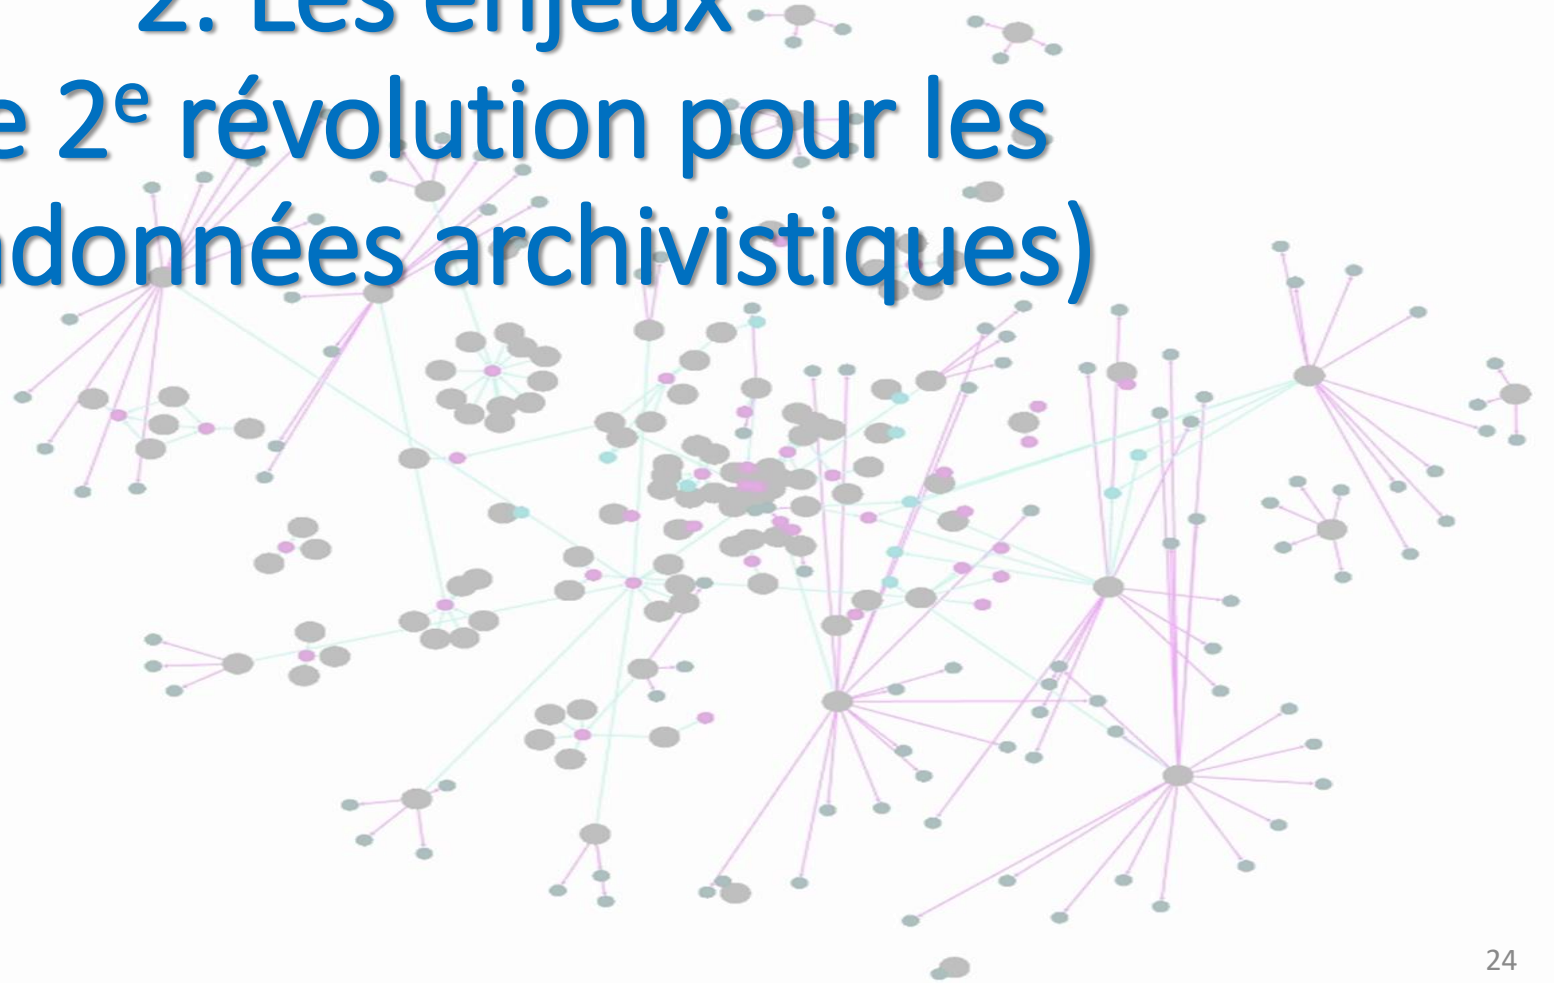 2. Les enjeux
e 2e révolution pour les
données archivistiques)
24